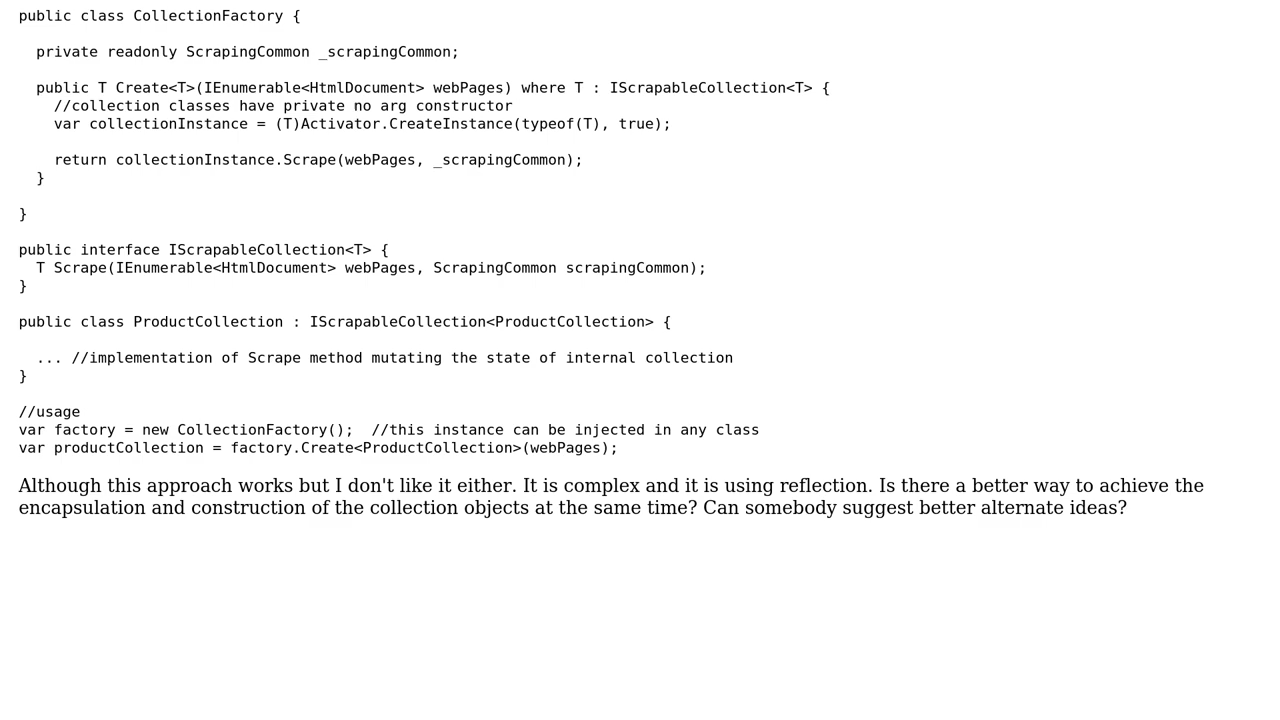 public class CollectionFactory {
private readonly ScrapingCommon _scrapingCommon;
public T Create<T>(IEnumerable<HtmlDocument> webPages) where T : IScrapableCollection<T> {
//collection classes have private no arg constructor
var collectionInstance = (T)Activator.CreateInstance(typeof(T), true);
return collectionInstance.Scrape(webPages, _scrapingCommon);
}
}
public interface IScrapableCollection<T> {
T Scrape(IEnumerable<HtmlDocument> webPages, ScrapingCommon scrapingCommon);
}
public class ProductCollection : IScrapableCollection<ProductCollection> {
... //implementation of Scrape method mutating the state of internal collection
}
//usage
var factory = new CollectionFactory();  //this instance can be injected in any class
var productCollection = factory.Create<ProductCollection>(webPages);
Although this approach works but I don't like it either. It is complex and it is using reflection. Is there a better way to achieve the
encapsulation and construction of the collection objects at the same time? Can somebody suggest better alternate ideas?